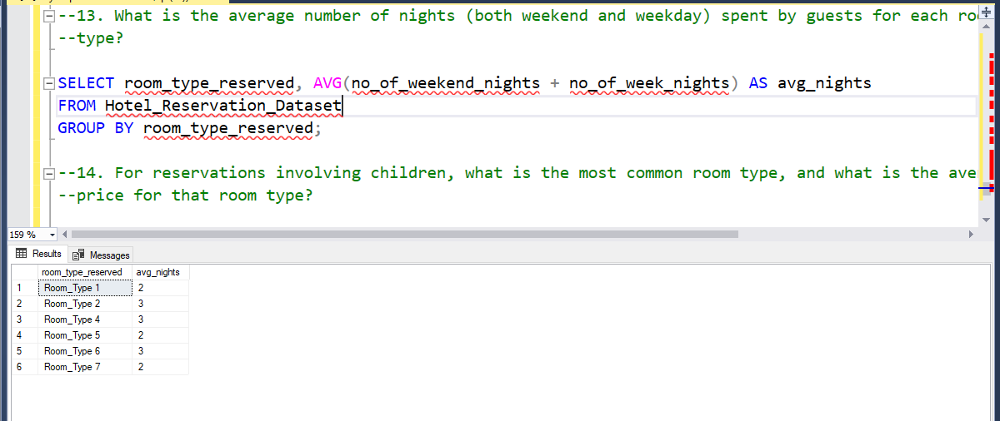 --13. What is the average number of nights (both weekend and weekday) spent by guests for each
--type?
SELECT room_type_reserved, AVG(no_of_weekend_nights + no_of_week_nights) AS avg_nights
FROM Hotel_Reservation_Dataset
GROUP BY room_type_reserved;
--14. For reservations involving children, what is the most common room type, and what is the
--price for that room type?
159 %
Results Messages
room_type_reserved avg_nights
1 Room_Type 1 2
2 Room_Type 2 3
3 Room_Type 4 3
4 Room_Type 5 2
5 Room_Type 6 3
6 Room_Type 7 2